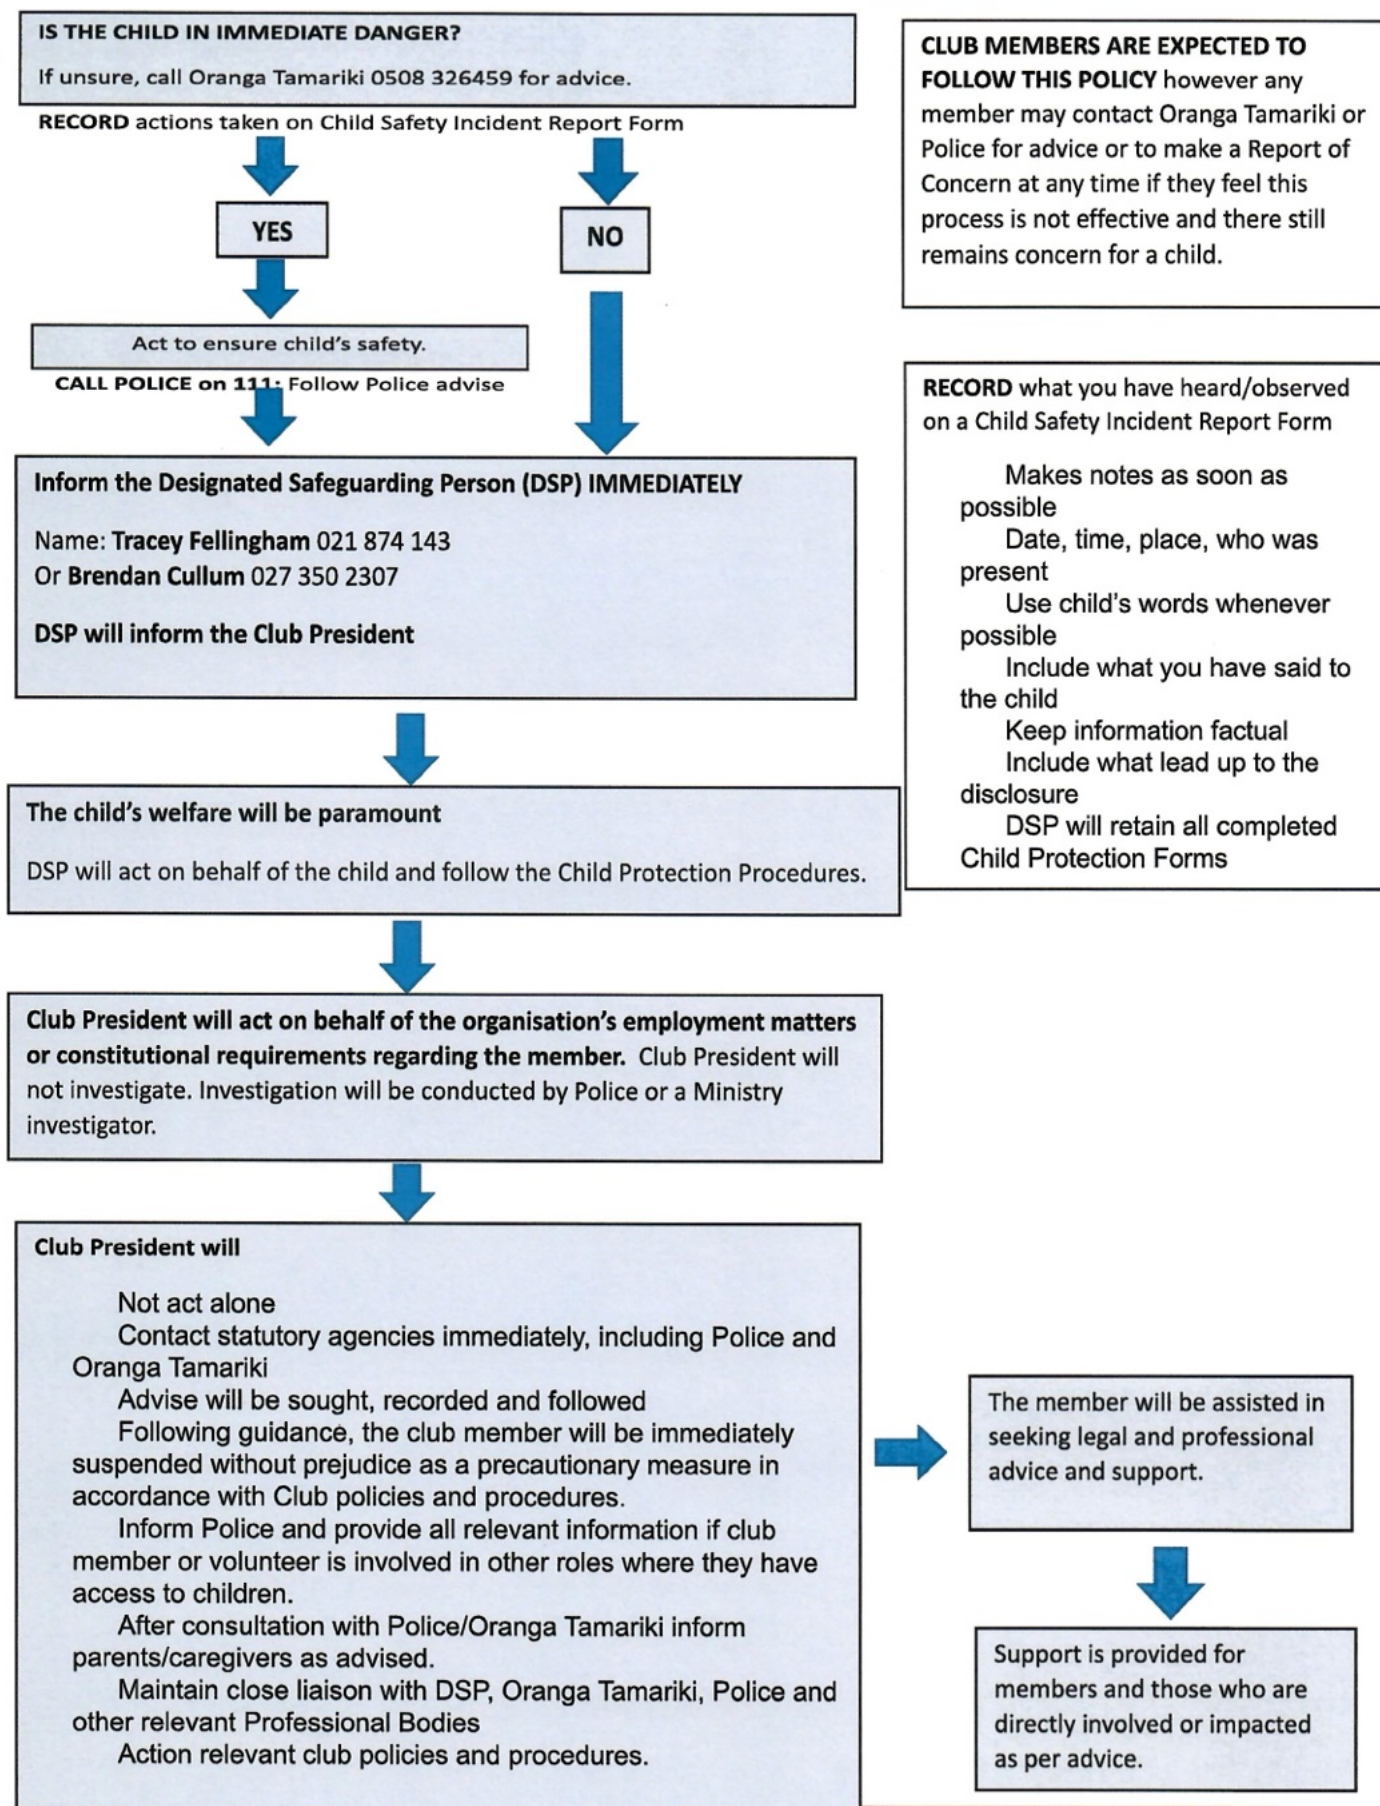 IS THE CHILD IN IMMEDIATE DANGER?
If unsure, call Oranga Tamariki 0508 326459 for advice.
RECORD actions taken on Child Safety Incident Report Form
YES
NO
Act to ensure child's safety.
CALL POLICE on 111: Follow Police advise
Inform the Designated Safeguarding Person (DSP) IMMEDIATELY
Name: Tracey Fellingham 021 874 143
Or Brendan Cullum 027 350 2307
DSP will inform the Club President
The child's welfare will be paramount
DSP will act on behalf of the child and follow the Child Protection Procedures.
Club President will act on behalf of the organisation's employment matters
or constitutional requirements regarding the member. Club President will
not investigate. Investigation will be conducted by Police or a Ministry
investigator.
Club President will
Not act alone
Contact statutory agencies immediately, including Police and
Oranga Tamariki
Advise will be sought, recorded and followed
Following guidance, the club member will be immediately
suspended without prejudice as a precautionary measure in
accordance with Club policies and procedures.
Inform Police and provide all relevant information if club
member or volunteer is involved in other roles where they have
access to children.
After consultation with Police/Oranga Tamariki inform
parents/caregivers as advised.
Maintain close liaison with DSP, Oranga Tamariki, Police and
other relevant Professional Bodies
Action relevant club policies and procedures.
CLUB MEMBERS ARE EXPECTED TO
FOLLOW THIS POLICY however any
member may contact Oranga Tamariki or
Police for advice or to make a Report of
Concern at any time if they feel this
process is not effective and there still
remains concern for a child.
RECORD what you have heard/observed
on a Child Safety Incident Report Form
Makes notes as soon as
possible
Date, time, place, who was
present
Use child's words whenever
possible
Include what you have said to
the child
Keep information factual
Include what lead up to the
disclosure
DSP will retain all completed
Child Protection Forms
The member will be assisted in
seeking legal and professional
advice and support.
Support is provided for
members and those who are
directly involved or impacted
as per advice.